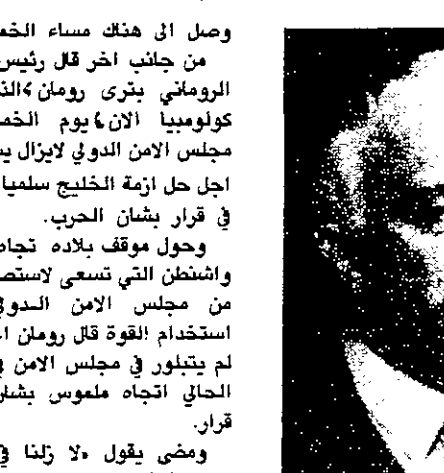 وصل الى هناك مساء الخم
من جانب اخر قال رئيس
الروماني بترى رومان «الذ
كولومبيا الان» يوم الخم
مجلس الامن الدولي لايزال ي
اجل حل ازمة الخليج سلميا
في قرار بشان الحرب.
وحول موقف بلاده تجاه
واشنطن التي تسعى لاستص
من مجلس الامن الدولي
استخدام القوة قال رومان ا
لم يتبلور في مجلس الامن ف
الحالي اتجاه ملموس بشان
قرار.
ومضى يقول «لا زلنا في